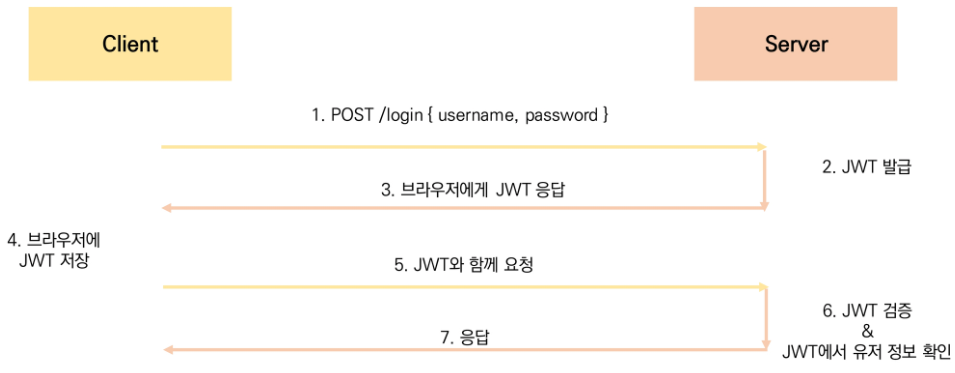 Client
Server
1. POST /login { username, password }
2. JWT 발급
3. 브라우저에게 JWT 응답
4. 브라우저에
JWT 저장
5. JWT와 함께 요청
6. JWT 검증
&
JWT에서 유저 정보 확인
7. 응답